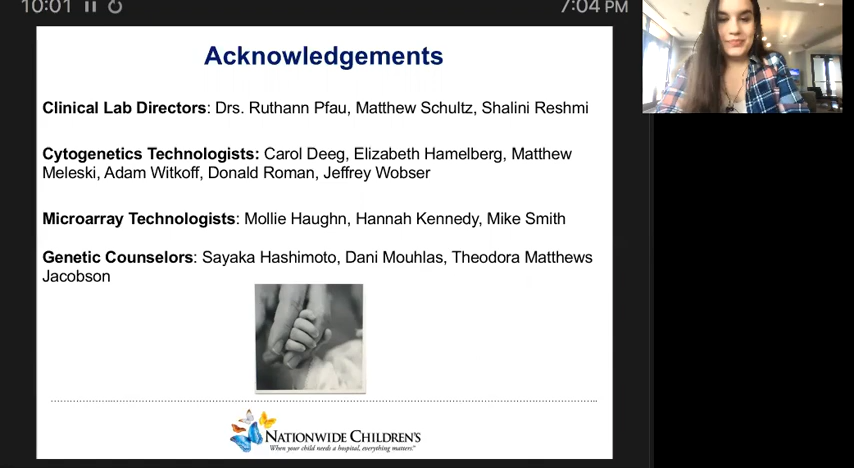 10:01
7:04 PM
Acknowledgements
Clinical Lab Directors: Drs. Ruthann Pfau, Matthew Schultz, Shalini Reshmi
Cytogenetics Technologists: Carol Deeg, Elizabeth Hamelberg, Matthew
Meleski, Adam Witkoff, Donald Roman, Jeffrey Wobser
Microarray Technologists: Mollie Haughn, Hannah Kennedy, Mike Smith
Genetic Counselors: Sayaka Hashimoto, Dani Mouhlas, Theodora Matthews
Jacobson
NATIONWIDE CHILDREN'S
When your child needs a hospital, everything matters.